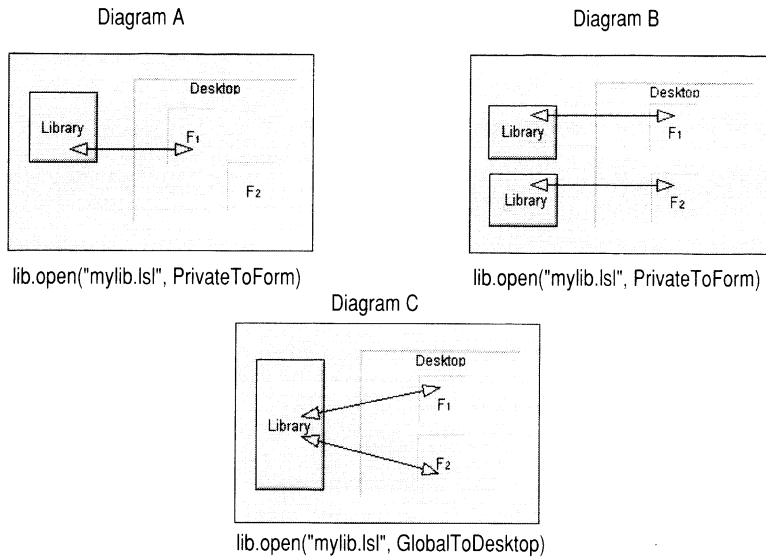 Diagram A
Desktop
Library
F1
F2
lib.open("mylib.lsl", PrivateToForm)
Diagram B
Desktop
Library
F1
Library
F2
lib.open("mylib.lsl", PrivateToForm)
Diagram C
Desktop
F1
Library
F2
lib.open("mylib.lsl", GlobalToDesktop)